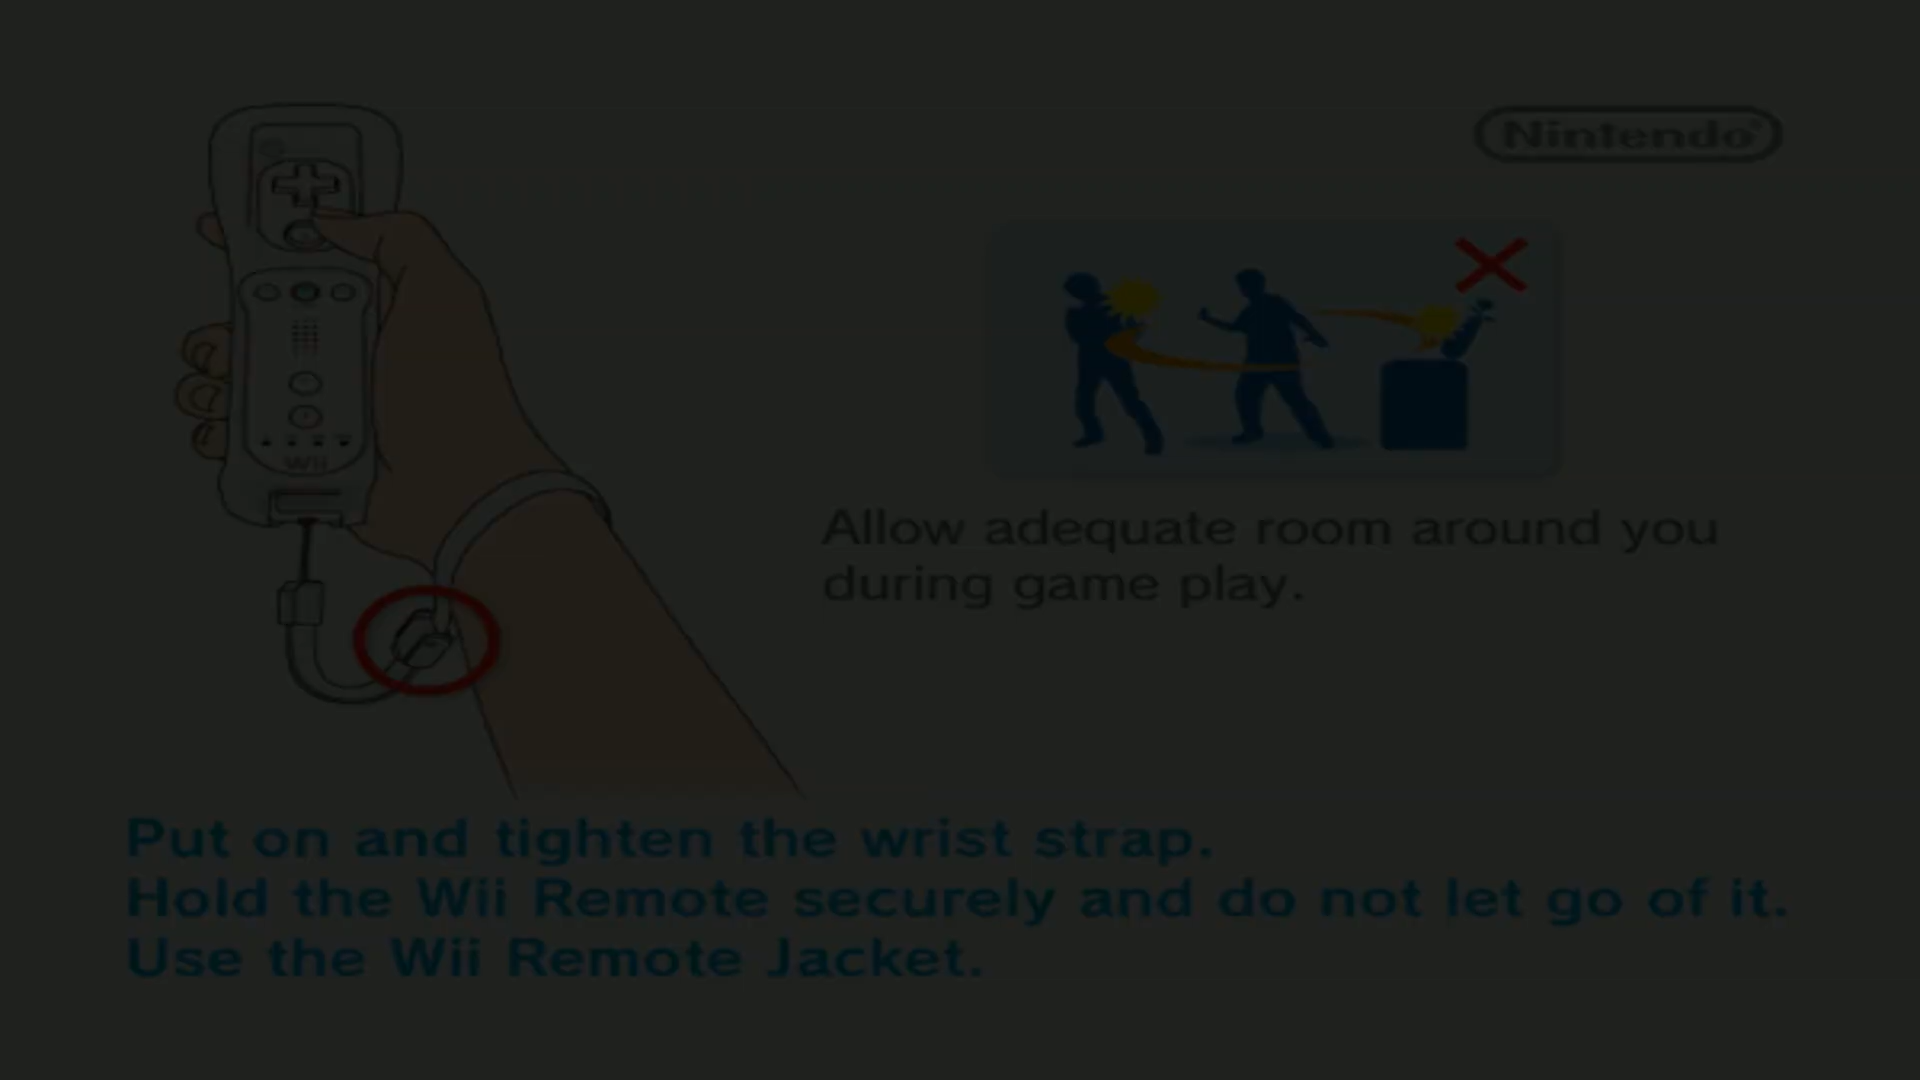 Nintendo
Wii
Allow adequate room around you
during game play.
Put on and tighten the wrist strap.
Hold the Wii Remote securely and do not let go of it.
Use the Wii Remote Jacket.